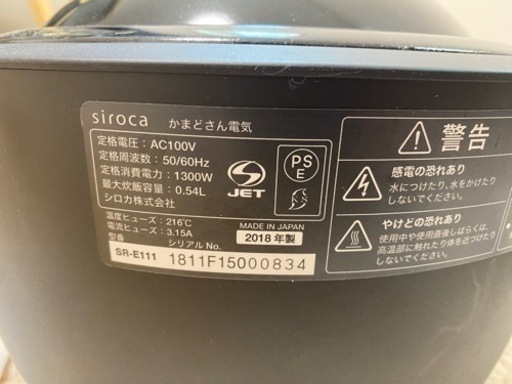 siroca かまどさん電気
定格電圧：AC100V
定格周波数：50/60Hz
定格消費電力：1300W
最大炊飯容量：0.54L
シロカ株式会社
JET
PS
E
温度ヒューズ：216℃
電流ヒューズ：3.15A
MADE IN JAPAN
2018年製
型番 シリアルNo.
SR-E111 1811F15000834
警告
感電の恐れあり
水につけたり、水をかけたり
しないでください。
やけどの恐れあり
使用中や使用直後しばらくは、
高温部に触れたり体を近づけたり
しないでください。